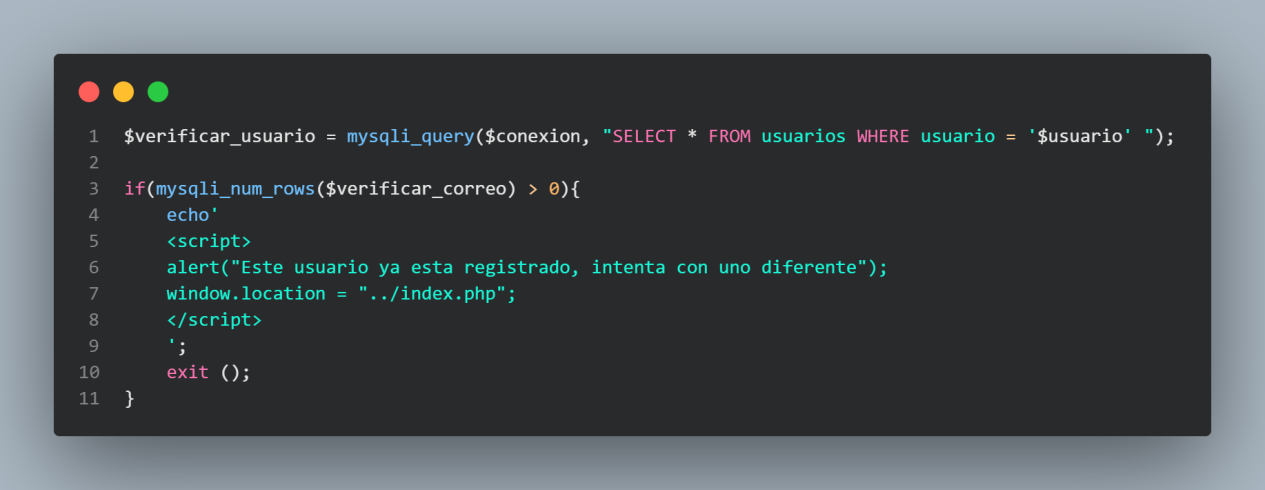 1 $verificar_usuario = mysqli_query($conexion, "SELECT * FROM usuarios WHERE usuario = '$usuario' ");
2
3 if(mysqli_num_rows($verificar_correo) > 0){
4     echo'
5     <script>
6     alert("Este usuario ya esta registrado, intenta con uno diferente");
7     window.location = "../index.php";
8     </script>
9     ';
10     exit ();
11 }